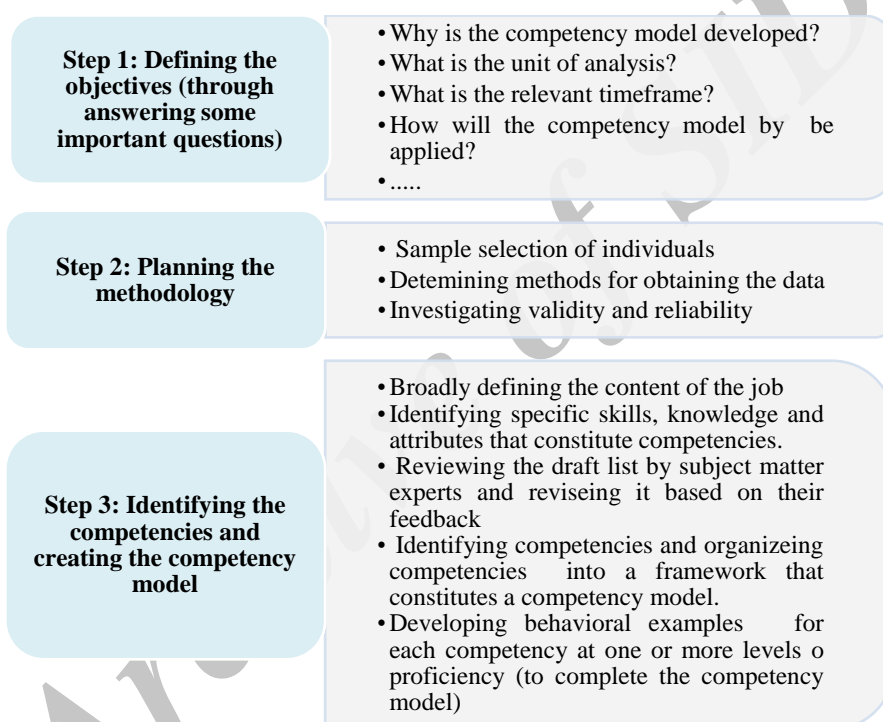 Step 1: Defining the
objectives (through
answering some
important questions)
•Why is the competency model developed?
•What is the unit of analysis?
•What is the relevant timeframe?
•How will the competency model by be
applied?
•.....
Step 2: Planning the
methodology
• Sample selection of individuals
•Detemining methods for obtaining the data
•Investigating validity and reliability
Step 3: Identifying the
competencies and
creating the competency
model
•Broadly defining the content of the job
•Identifying specific skills, knowledge and
attributes that constitute competencies.
• Reviewing the draft list by subject matter
experts and reviseing it based on their
feedback
• Identifying competencies and organizeing
competencies into a framework that
constitutes a competency model.
•Developing behavioral examples for
each competency at one or more levels o
proficiency (to complete the competency
model)
Archive of SID